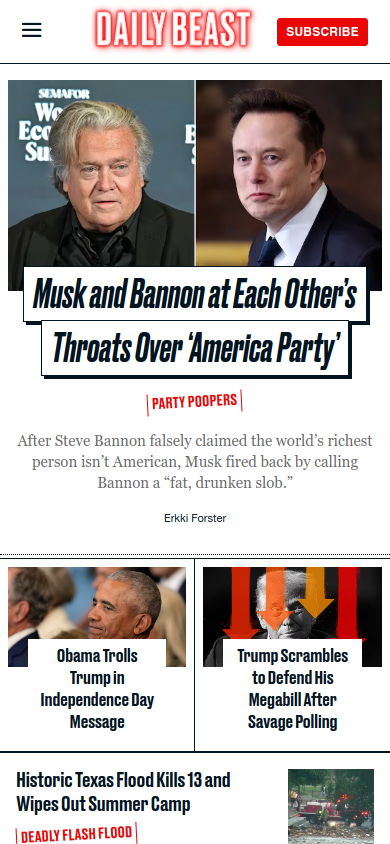 DAILY BEAST
SUBSCRIBE
SEMAFOR
Musk and Bannon at Each Other's
Throats Over ‘America Party’
PARTY POOPERS
After Steve Bannon falsely claimed the world’s richest
person isn’t American, Musk fired back by calling
Bannon a “fat, drunken slob.”
Erkki Forster
Obama Trolls
Trump in
Independence Day
Message
Trump Scrambles
to Defend His
Megabill After
Savage Polling
Historic Texas Flood Kills 13 and
Wipes Out Summer Camp
DEADLY FLASH FLOOD